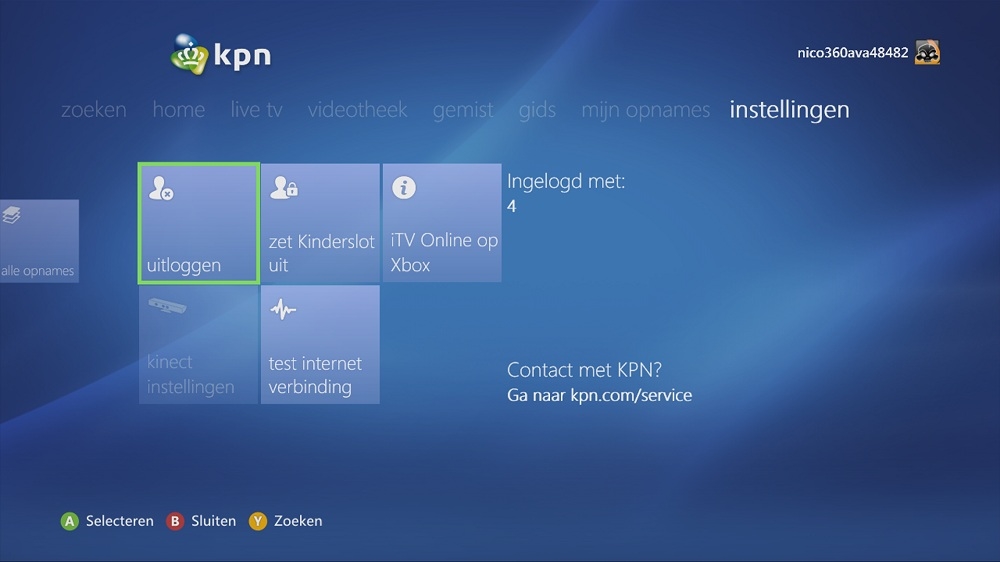 kpn
nico360ava48482
zoeken home live tv videotheek gemist gids mijn opnames instellingen
alle opnames
uitloggen
zet Kinderslot
uit
iTV Online op
Xbox
Ingelogd met:
4
kinect
instellingen
test internet
verbinding
Contact met KPN?
Ga naar kpn.com/service
A Selecteren B Sluiten Y Zoeken